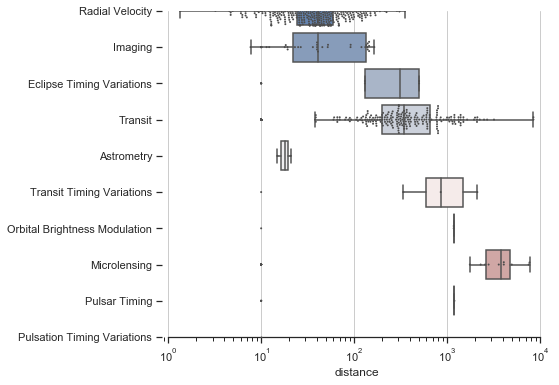 Radial Velocity
Imaging
Eclipse Timing Variations
Transit
Astrometry
Transit Timing Variations
Orbital Brightness Modulation
Microlensing
Pulsar Timing
Pulsation Timing Variations
10⁰ 10¹ 10² 10³ 10⁴
distance